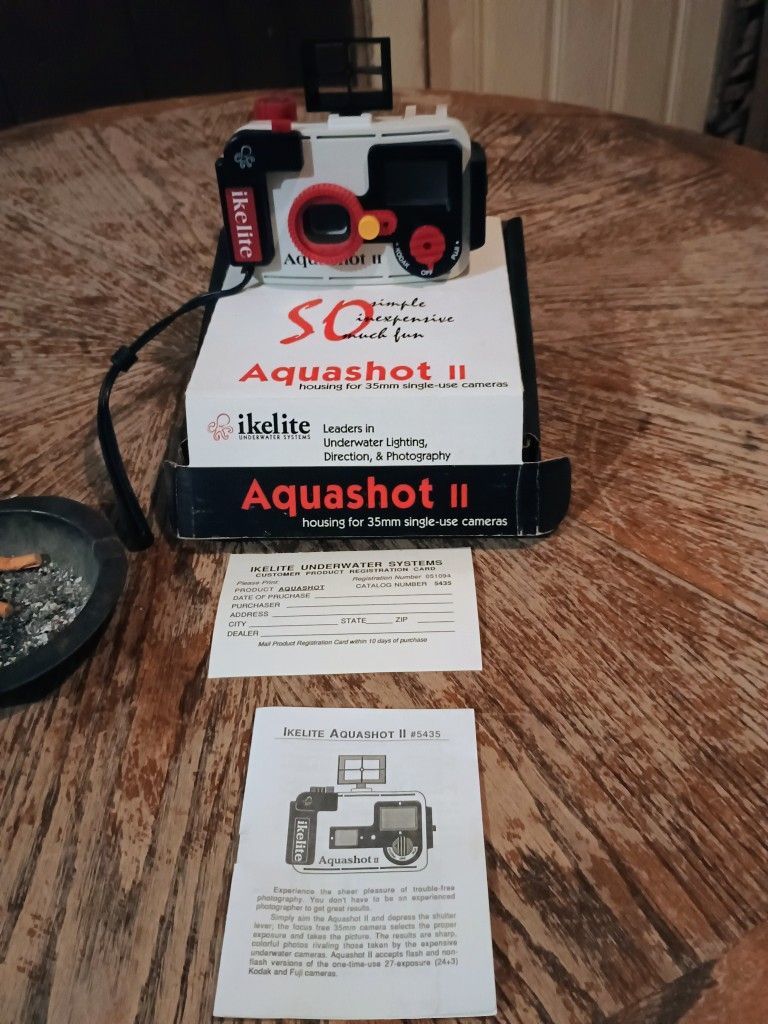 ikelite
Aquashot II
KODAK OFF FUJI
SO simple
inexpensive
much fun
Aquashot II
housing for 35mm single-use cameras
ikelite
UNDERWATER SYSTEMS
Leaders in
Underwater Lighting,
Direction, & Photography
Aquashot II
housing for 35mm single-use cameras
IKELITE UNDERWATER SYSTEMS
CUSTOMER PRODUCT REGISTRATION CARD
Please Print Registration Number 051094
PRODUCT AQUASHOT CATALOG NUMBER 5435
DATE OF PRUCHASE
PURCHASER
ADDRESS
CITY STATE ZIP
DEALER
Mail Product Registration Card within 10 days of purchase
IKELITE AQUASHOT II #5435
ikelite
Aquashot II
Experience the sheer pleasure of trouble-free
photography. You don't have to be an experienced
photographer to get great results.
Simply aim the Aquashot II and depress the shutter
lever; the focus free 35mm camera selects the proper
exposure and takes the picture. The results are sharp,
colorful photos rivaling those taken by the expensive
underwater cameras. Aquashot II accepts flash and non-
flash versions of the one-time-use 27-exposure (24+3)
Kodak and Fuji cameras.